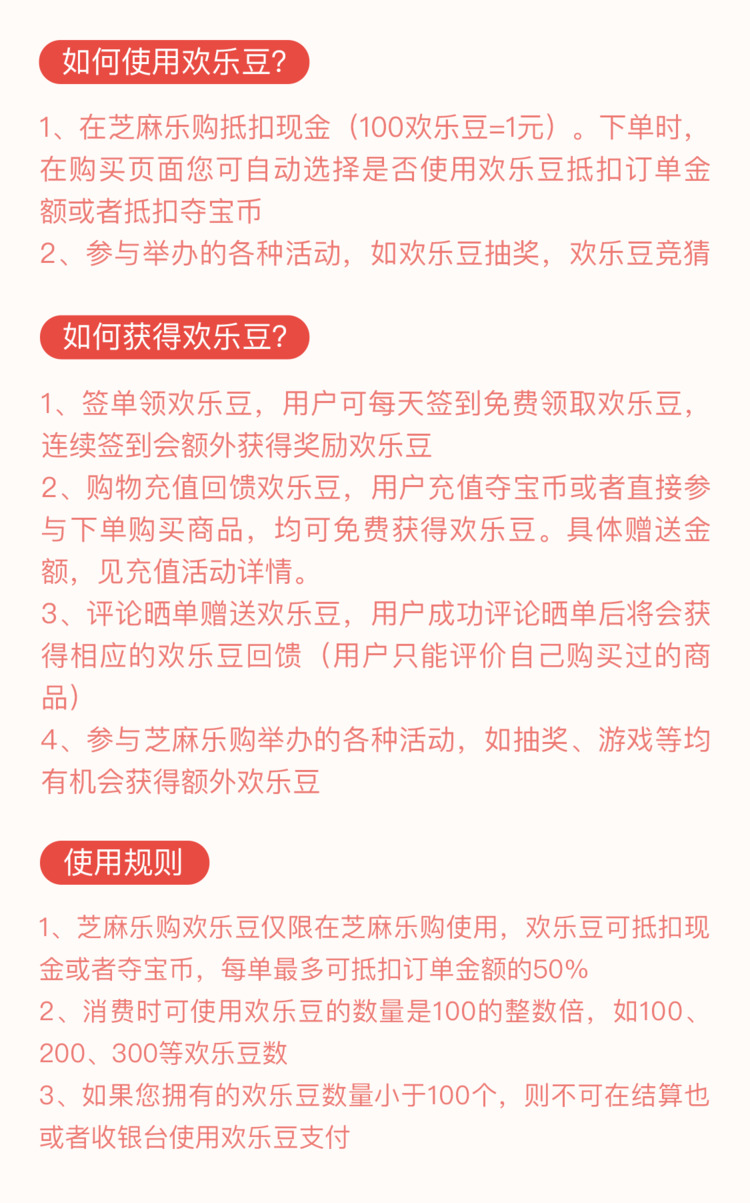 如何使用欢乐豆?
1、在芝麻乐购抵扣现金（100欢乐豆=1元）。下单时，
在购买页面您可自动选择是否使用欢乐豆抵扣订单金
额或者抵扣夺宝币
2、参与举办的各种活动，如欢乐豆抽奖，欢乐豆竞猜
如何获得欢乐豆?
1、签单领欢乐豆，用户可每天签到免费领取欢乐豆，
连续签到会额外获得奖励欢乐豆
2、购物充值回馈欢乐豆，用户充值夺宝币或者直接参
与下单购买商品，均可免费获得欢乐豆。具体赠送金
额，见充值活动详情。
3、评论晒单赠送欢乐豆，用户成功评论晒单后将会获
得相应的欢乐豆回馈（用户只能评价自己购买过的商
品）
4、参与芝麻乐购举办的各种活动，如抽奖、游戏等均
有机会获得额外欢乐豆
使用规则
1、芝麻乐购欢乐豆仅限在芝麻乐购使用，欢乐豆可抵扣现
金或者夺宝币，每单最多可抵扣订单金额的50%
2、消费时可使用欢乐豆的数量是100的整数倍，如100、
200、300等欢乐豆数
3、如果您拥有的欢乐豆数量小于100个，则不可在结算也
或者收银台使用欢乐豆支付